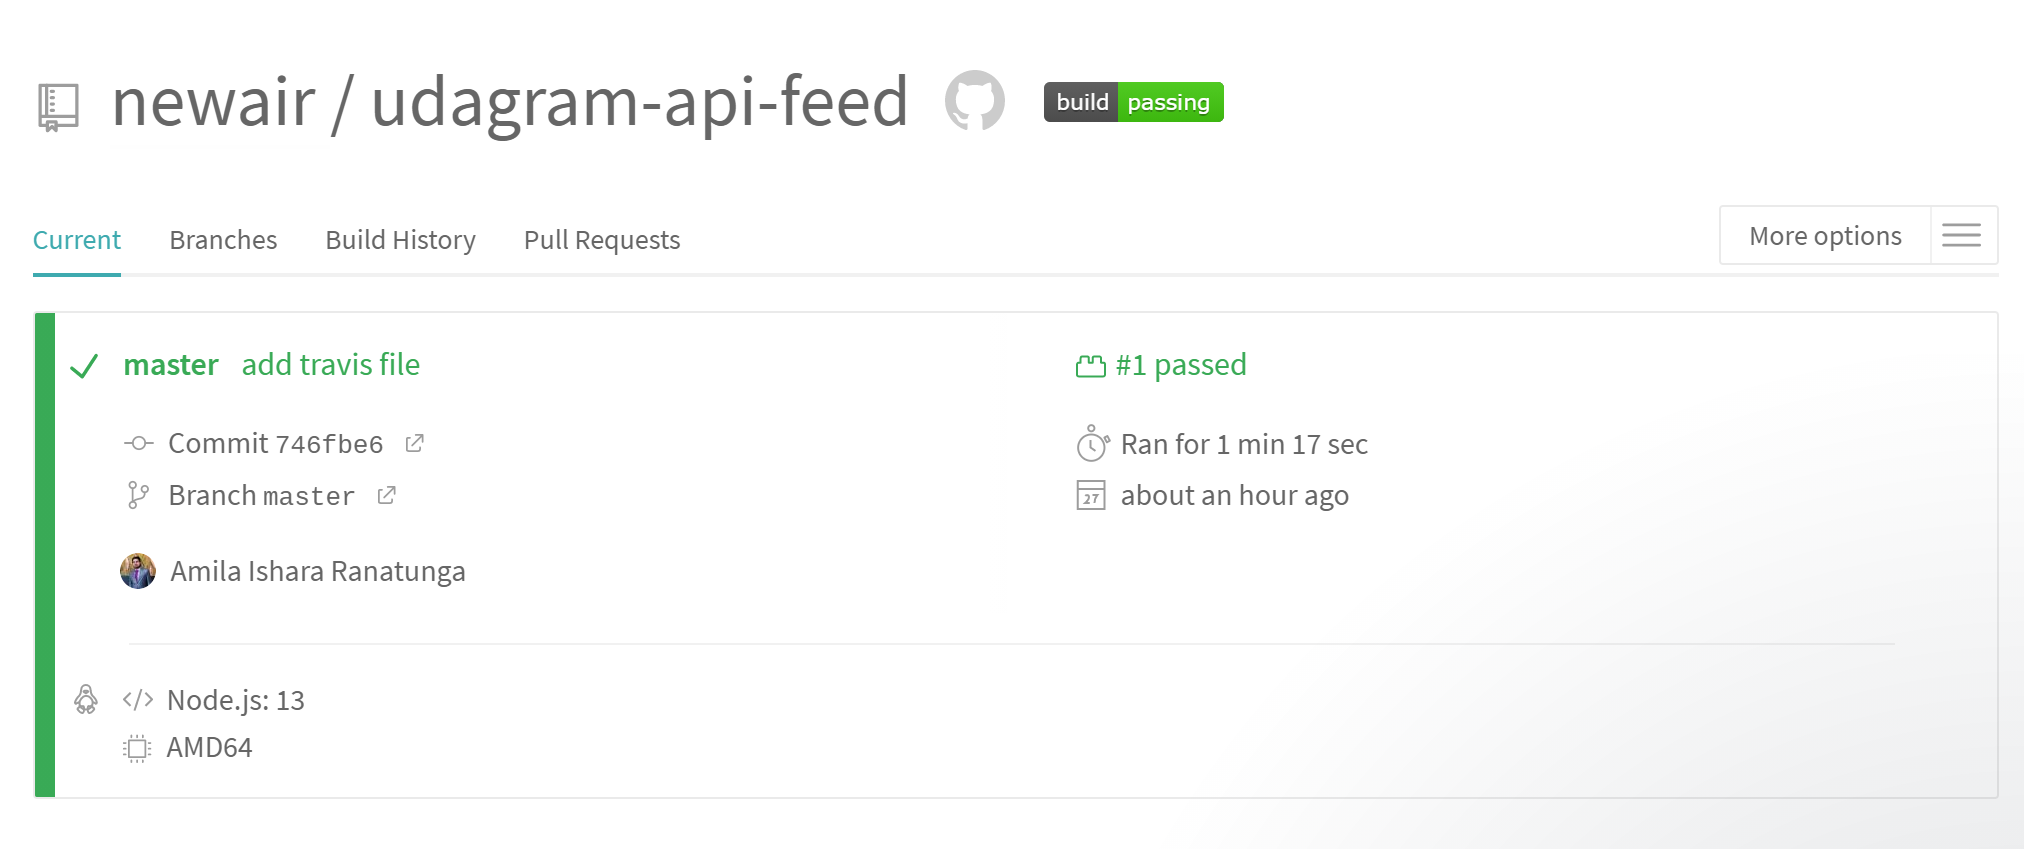 newair / udagram-api-feed build passing
Current Branches Build History Pull Requests More options
master add travis file
#1 passed
Commit 746fbe6
Ran for 1 min 17 sec
Branch master
about an hour ago
27
Amila Ishara Ranatunga
Node.js: 13
AMD64